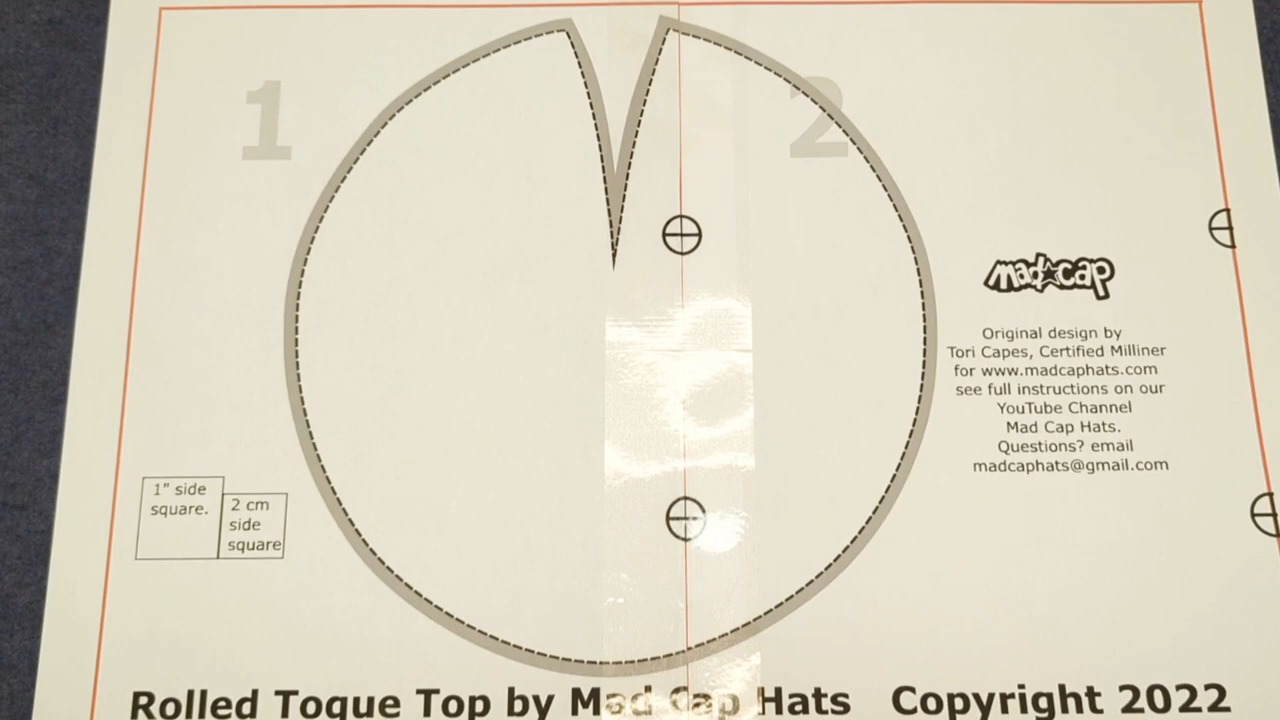 1
2
mad cap
Original design by
Tori Capes, Certified Milliner
for www.madcaphats.com
see full instructions on our
YouTube Channel
Mad Cap Hats.
Questions? email
madcaphats@gmail.com
1" side
square.
2 cm
side
square
Rolled Toque Top by Mad Cap Hats Copyright 2022